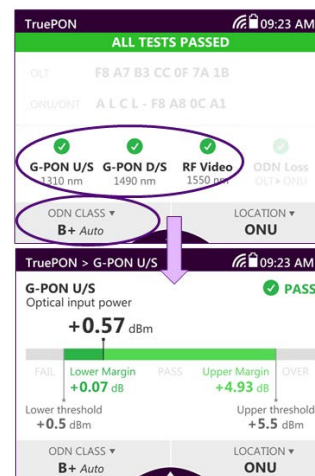 TruePON 09:23 AM
ALL TESTS PASSED
OLT F8 A7 B3 CC 0F 7A 1B
ONU/ONT A L C L - F8 A8 0C A1
G-PON U/S G-PON D/S RF Video ODN Loss
1310 nm 1490 nm 1550 nm OLT▸ONU
ODN CLASS ▾ LOCATION ▾
B+ Auto ONU
TruePON > G-PON U/S 09:23 AM
G-PON U/S PASS
Optical input power
+0.57 dBm
FAIL Lower Margin PASS Upper Margin OVER
+0.07 dB +4.93 dB
Lower threshold Upper threshold
+0.5 dBm +5.5 dBm
ODN CLASS ▾ LOCATION ▾
B+ Auto ONU